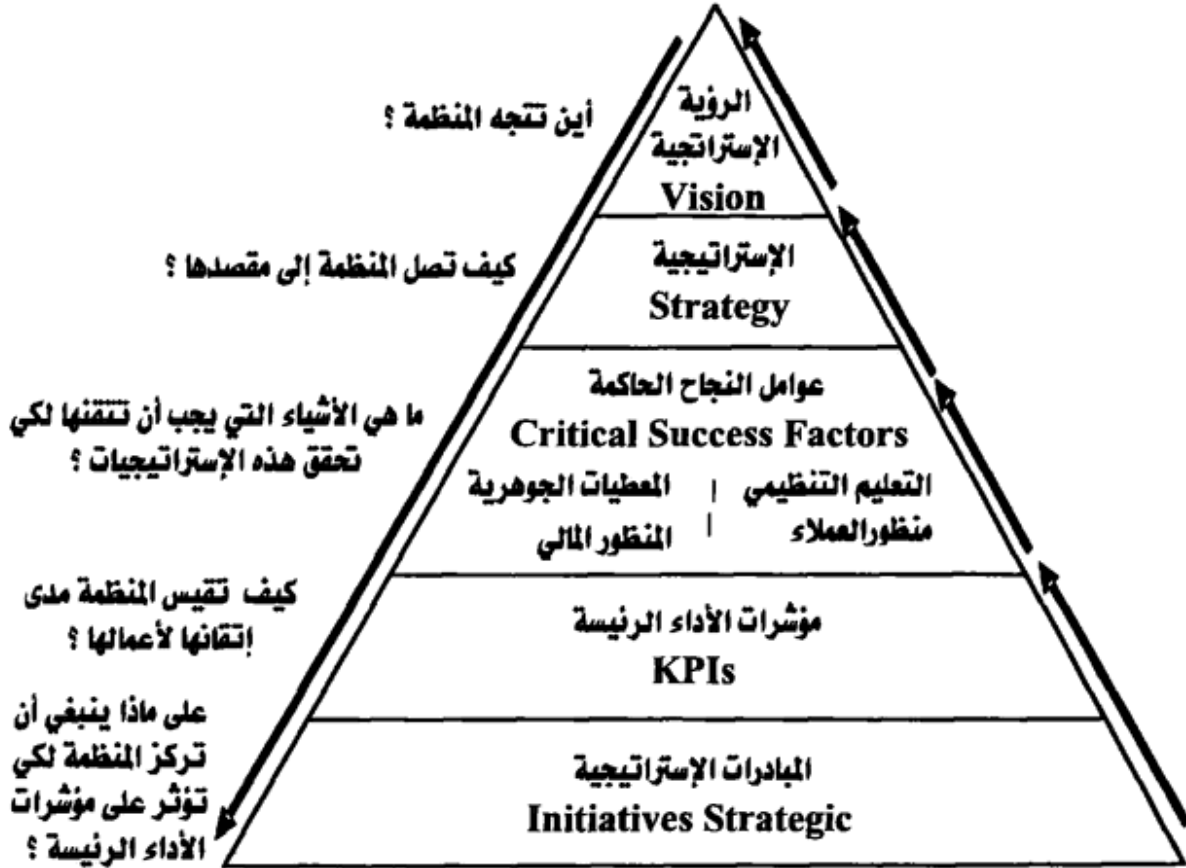 الرؤية
الإستراتجية
Vision
أين تتجه المنظمة ؟
الإستراتيجية
Strategy
كيف تصل المنظمة إلى مقصدها ؟
عوامل النجاح الحاكمة
Critical Success Factors
التعليم التنظيمي | المعطيات الجوهرية
منظورالعملاء | المنظور المالي
ما هي الأشياء التي يجب أن تتقنها لكي
تحقق هذه الإستراتيجيات ؟
مؤشرات الأداء الرئيسة
KPIs
كيف تقيس المنظمة مدى
إتقانها لأعمالها ؟
المبادرات الإستراتيجية
Initiatives Strategic
على ماذا ينبغي أن
تركز المنظمة لكي
تؤثر على مؤشرات
الأداء الرئيسة ؟